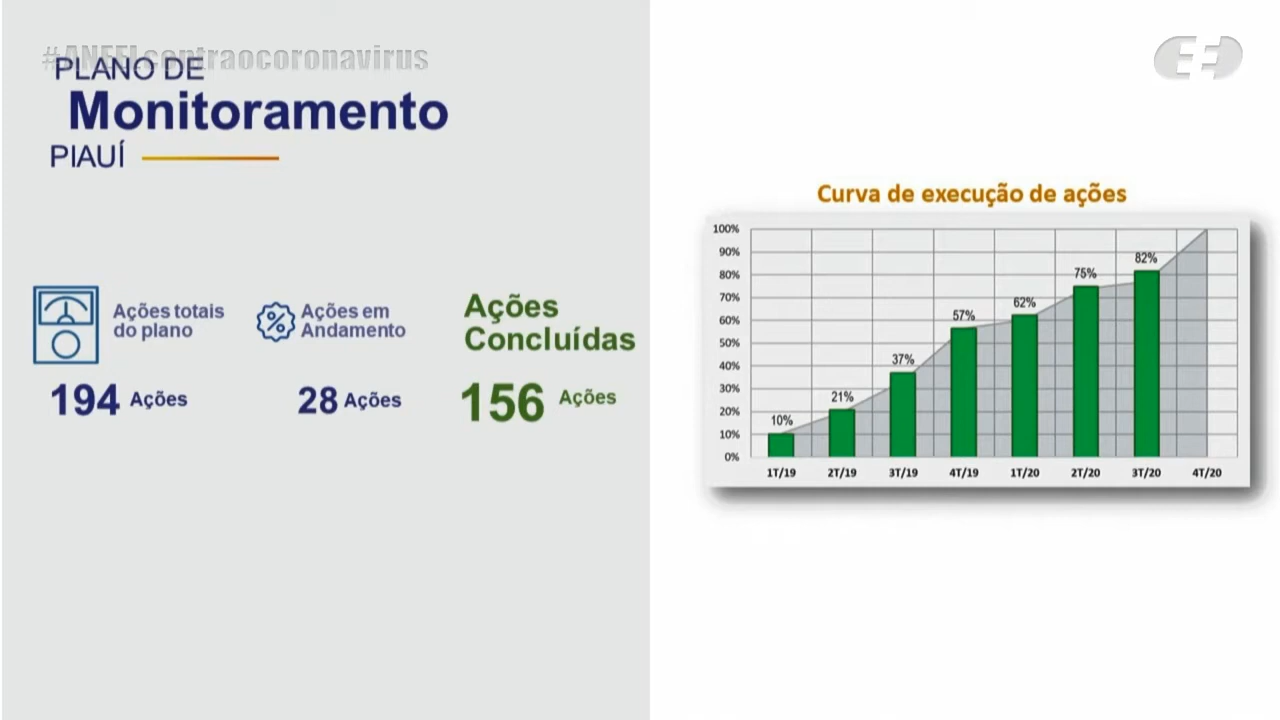 #ANEELcontraocoronavirus
PLANO DE
Monitoramento
PIAUÍ
Ações totais
do plano
194 Ações
Ações em
Andamento
28 Ações
Ações
Concluídas
156 Ações
Curva de execução de ações
100%
90%
80%
70%
60%
50%
40%
30%
20%
10%
0%
10%
21%
37%
57%
62%
75%
82%
1T/19
2T/19
3T/19
4T/19
1T/20
2T/20
3T/20
4T/20